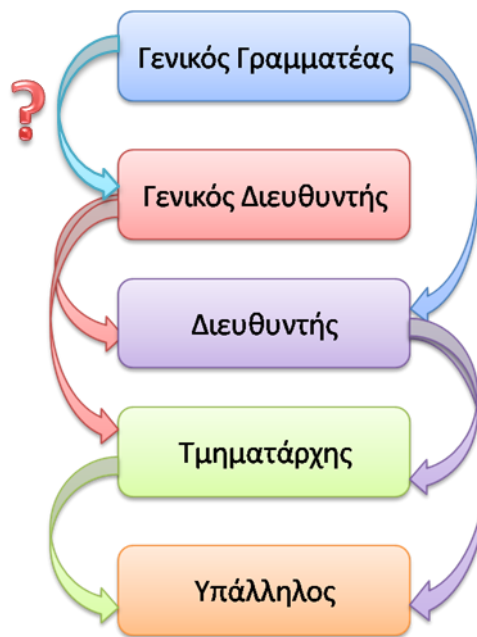 Γενικός Γραμματέας
?
Γενικός Διευθυντής
Διευθυντής
Τμηματάρχης
Υπάλληλος